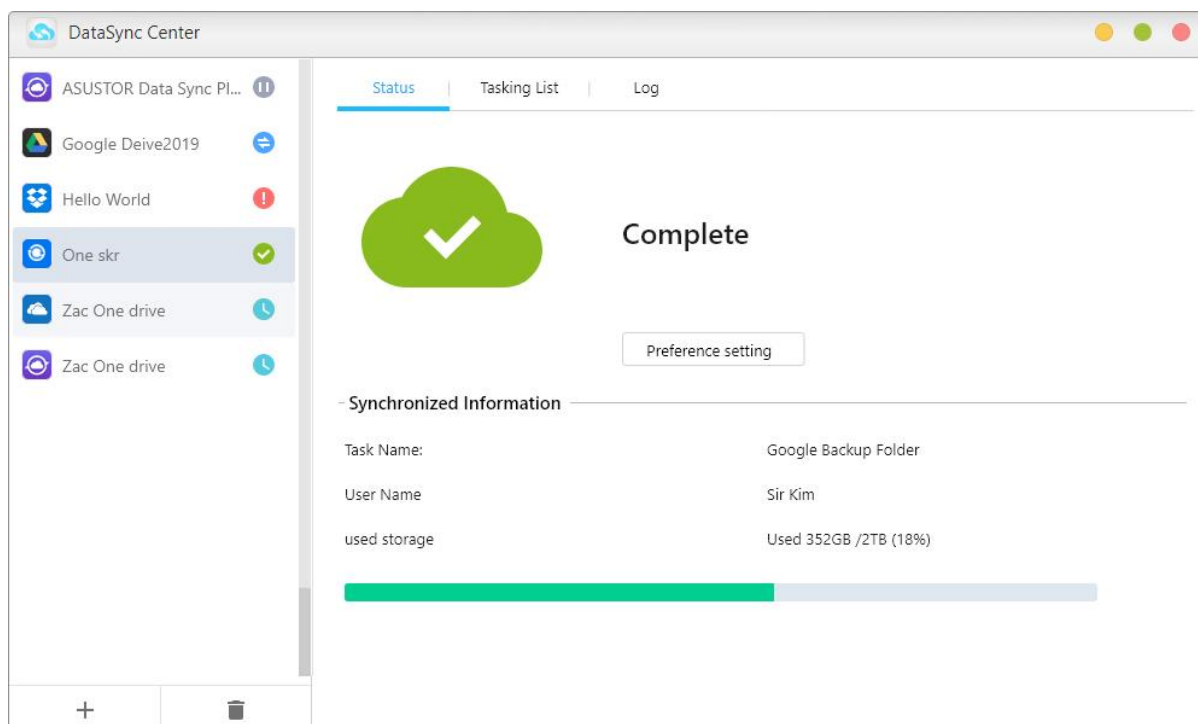 DataSync Center
ASUSTOR Data Sync Pl...
Google Deive2019
Hello World
One skr
Zac One drive
Zac One drive
Status | Tasking List | Log
Complete
Preference setting
Synchronized Information
Task Name: Google Backup Folder
User Name Sir Kim
used storage Used 352GB /2TB (18%)